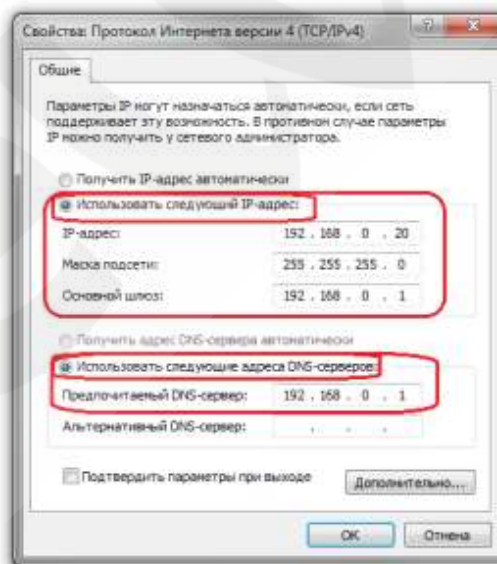 Свойства: Протокол Интернета версии 4 (TCP/IPv4)
Общие
Параметры IP могут назначаться автоматически, если сеть
поддерживает эту возможность. В противном случае параметры
IP можно получить у сетевого администратора.
Получить IP-адрес автоматически
Использовать следующий IP-адрес:
IP-адрес: 192 . 168 . 0 . 20
Маска подсети: 255 . 255 . 255 . 0
Основной шлюз: 192 . 168 . 0 . 1
Получить адрес DNS-сервера автоматически
Использовать следующие адреса DNS-серверов:
Предпочитаемый DNS-сервер: 192 . 168 . 0 . 1
Альтернативный DNS-сервер: . . .
Подтвердить параметры при выходе
Дополнительно...
OK Отмена